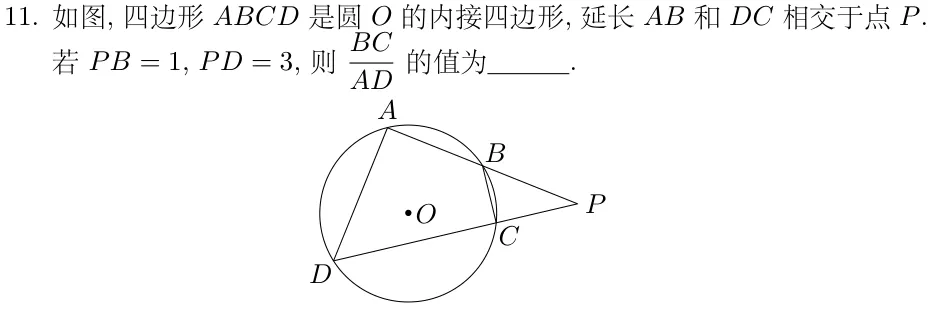 11. 如图, 四边形 ABCD 是圆 O 的内接四边形, 延长 AB 和 DC 相交于点 P.
若 PB = 1, PD = 3, 则 \frac{BC}{AD} 的值为______.
A
B
P
O
C
D